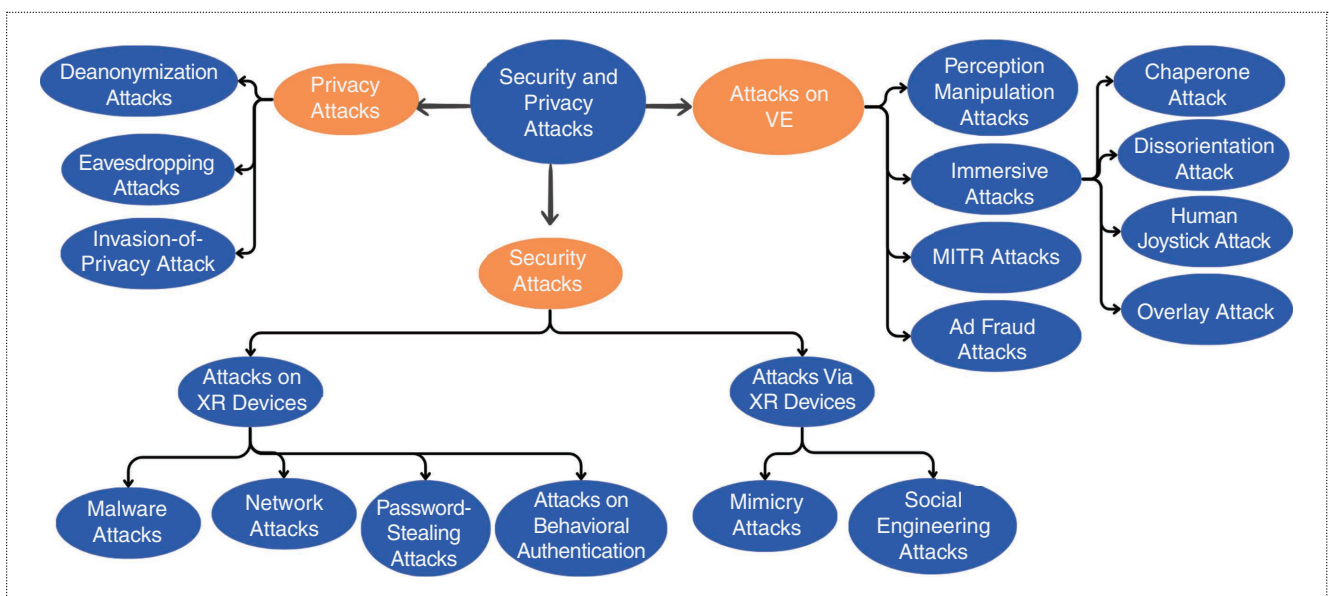 Deanonymization
Attacks
Privacy
Attacks
Security and
Privacy
Attacks
Attacks on
VE
Perception
Manipulation
Attacks
Chaperone
Attack
Eavesdropping
Attacks
Immersive
Attacks
Dissorientation
Attack
Invasion-of-
Privacy Attack
Security
Attacks
MITR Attacks
Human
Joystick Attack
Ad Fraud
Attacks
Overlay Attack
Attacks on
XR Devices
Attacks Via
XR Devices
Malware
Attacks
Network
Attacks
Password-
Stealing
Attacks
Attacks on
Behavioral
Authentication
Mimicry
Attacks
Social
Engineering
Attacks